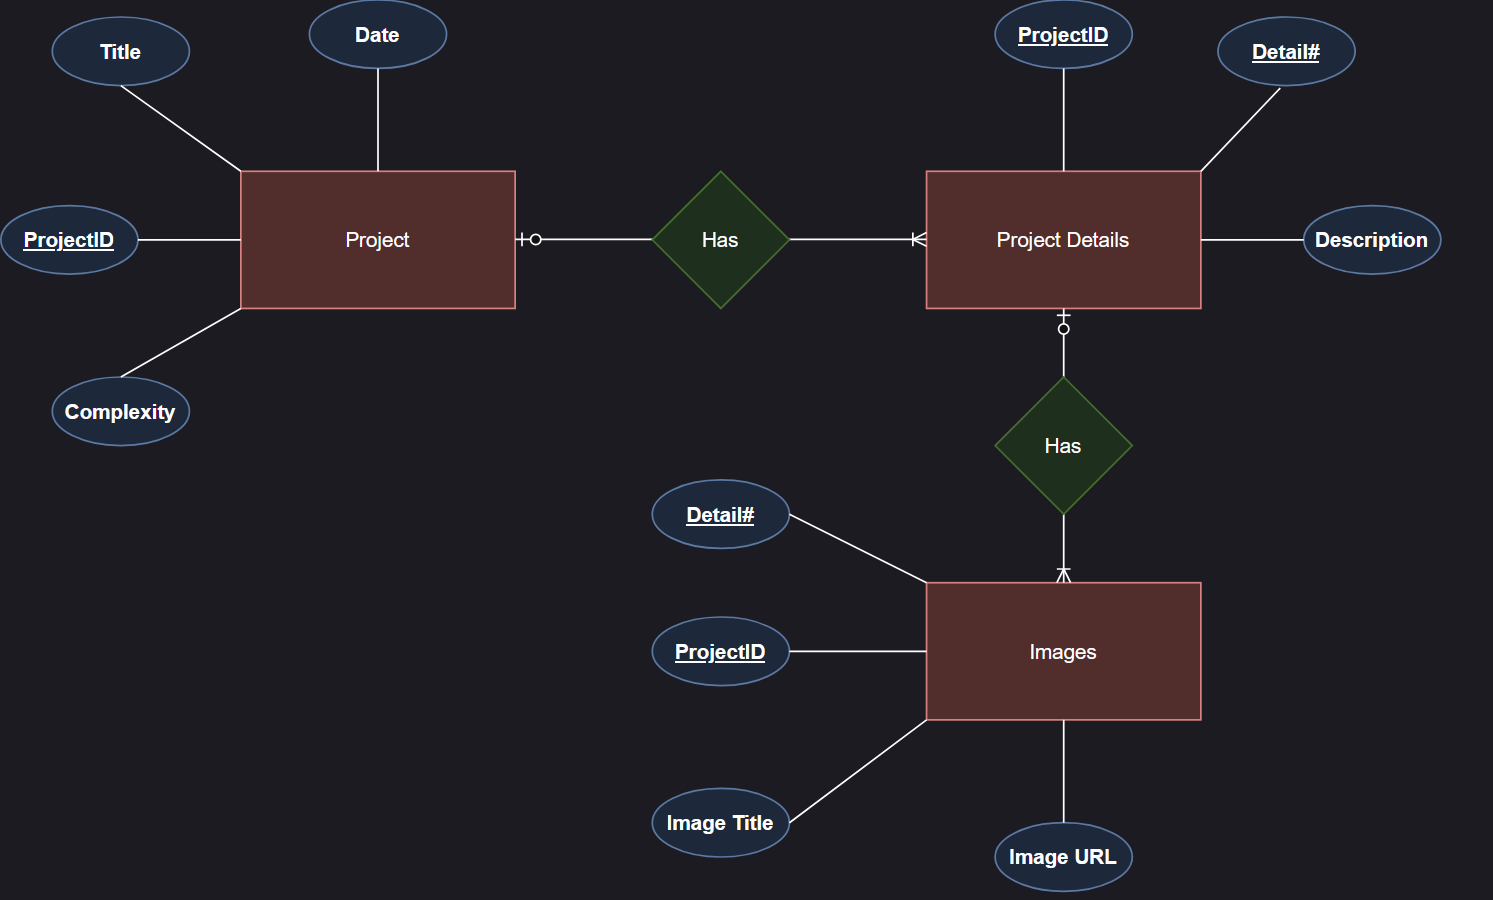 Title
Date
ProjectID
Detail#
ProjectID
Project
Has
Project Details
Description
Complexity
Has
Detail#
ProjectID
Images
Image Title
Image URL